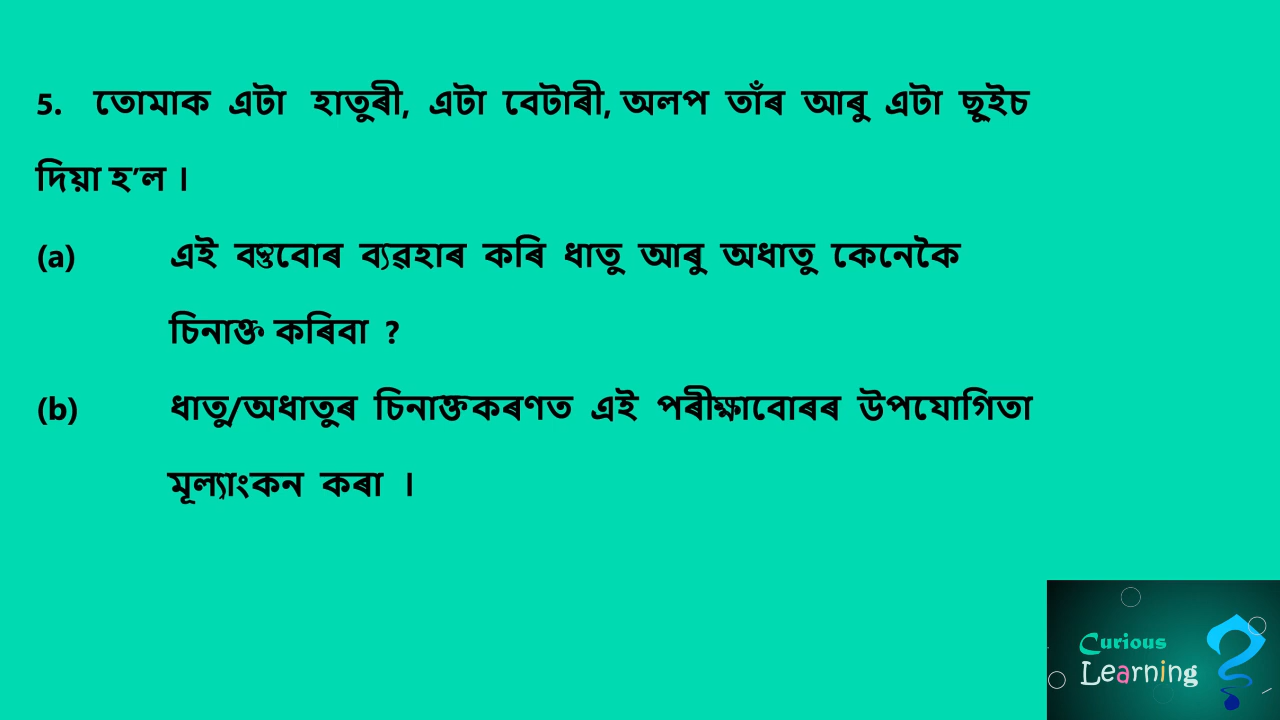 5. তোমাক এটা হাতুৰী, এটা বেটাৰী, অলপ তাঁৰ আৰু এটা ছুইচ
দিয়া হ’ল ।
(a) এই বস্তুবোৰ ব্যৱহাৰ কৰি ধাতু আৰু অধাতু কেনেকৈ
চিনাক্ত কৰিবা ?
(b) ধাতু/অধাতুৰ চিনাক্তকৰণত এই পৰীক্ষাবোৰৰ উপযোগিতা
মূল্যাংকন কৰা ।
Curious
Learning